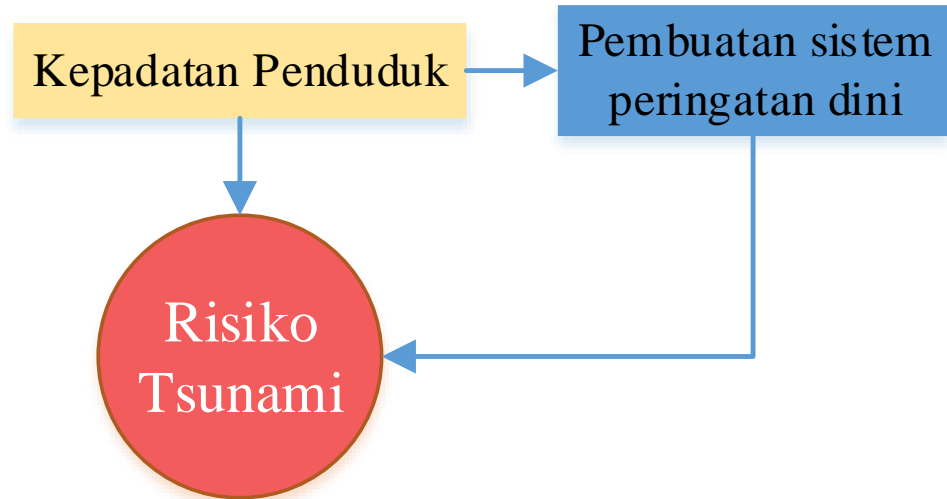 Kepadatan Penduduk
Pembuatan sistem
peringatan dini
Risiko
Tsunami